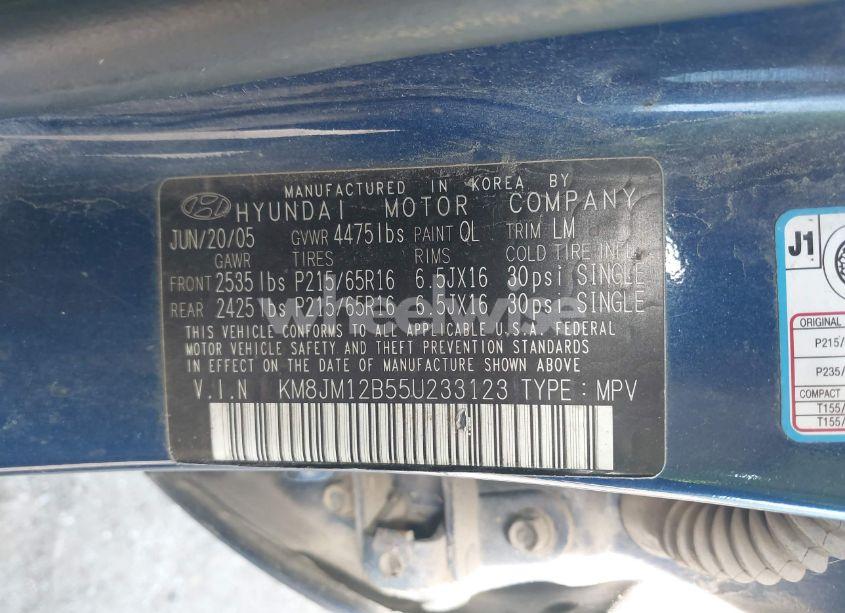 MANUFACTURED IN KOREA BY
HYUNDAI MOTOR COMPANY
JUN/20/05 GVWR 4475lbs PAINT QL TRIM LM
GAWR TIRES RIMS COLD TIRE INFL
FRONT 2535lbs P215/65R16 6.5JX16 30psi SINGLE
REAR 2425lbs P215/65R16 6.5JX16 30psi SINGLE
wheelwise
THIS VEHICLE CONFORMS TO ALL APPLICABLE U.S.A. FEDERAL
MOTOR VEHICLE SAFETY AND THEFT PREVENTION STANDARDS
IN EFFECT ON THE DATE OF MANUFACTURE SHOWN ABOVE
V.I.N KM8JM12B55U233123 TYPE : MPV
J1
ORIGINAL
P215/
P235/
COMPACT
T155/
T155/